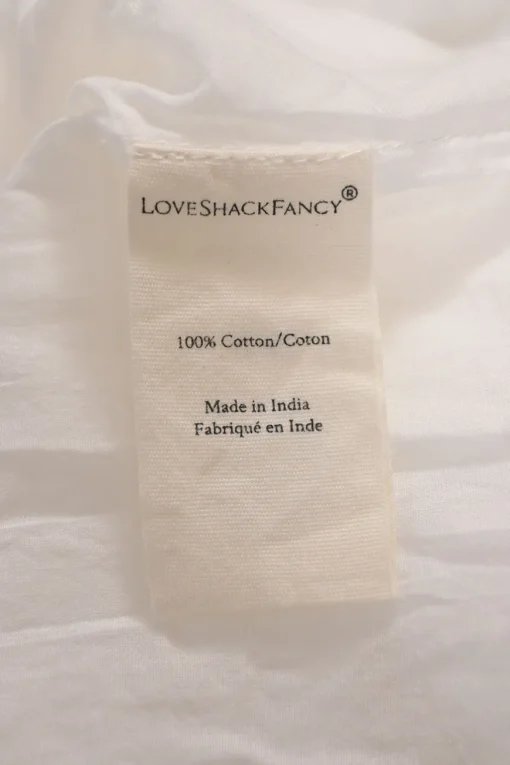 LOVESHACKFANCY®
100% Cotton/Coton
Made in India
Fabriqué en Inde